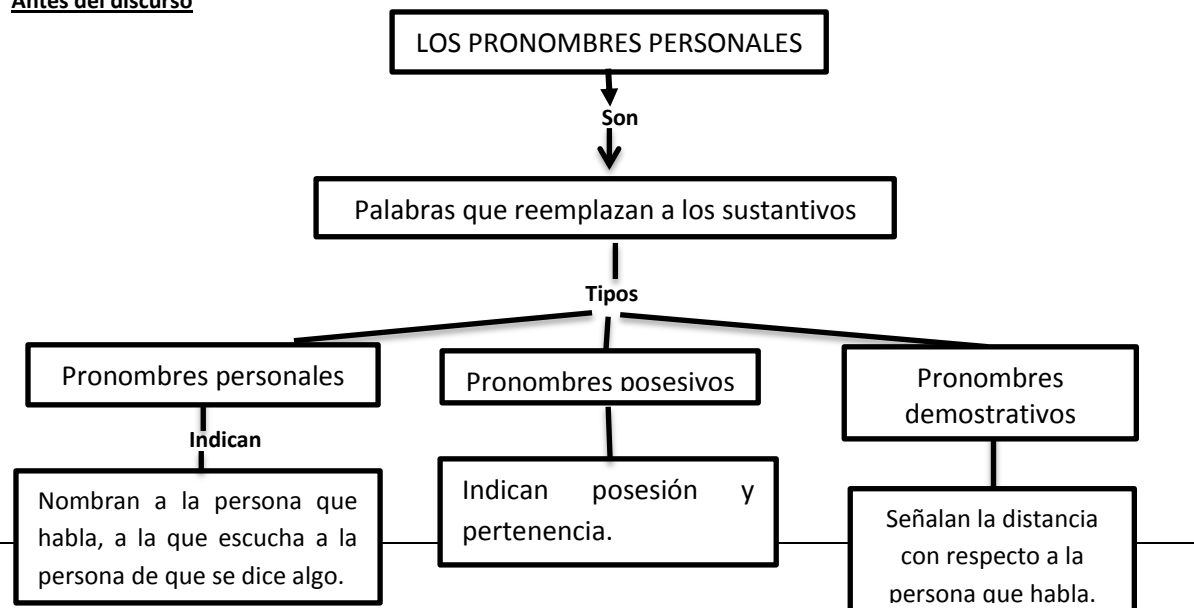 Antes del discurso
LOS PRONOMBRES PERSONALES
Son
Palabras que reemplazan a los sustantivos
Tipos
Pronombres personales
Indican
Nombran a la persona que
habla, a la que escucha a la
persona de que se dice algo.
Pronombres posesivos
Indican posesión y
pertenencia.
Pronombres
demostrativos
Señalan la distancia
con respecto a la
persona que habla.